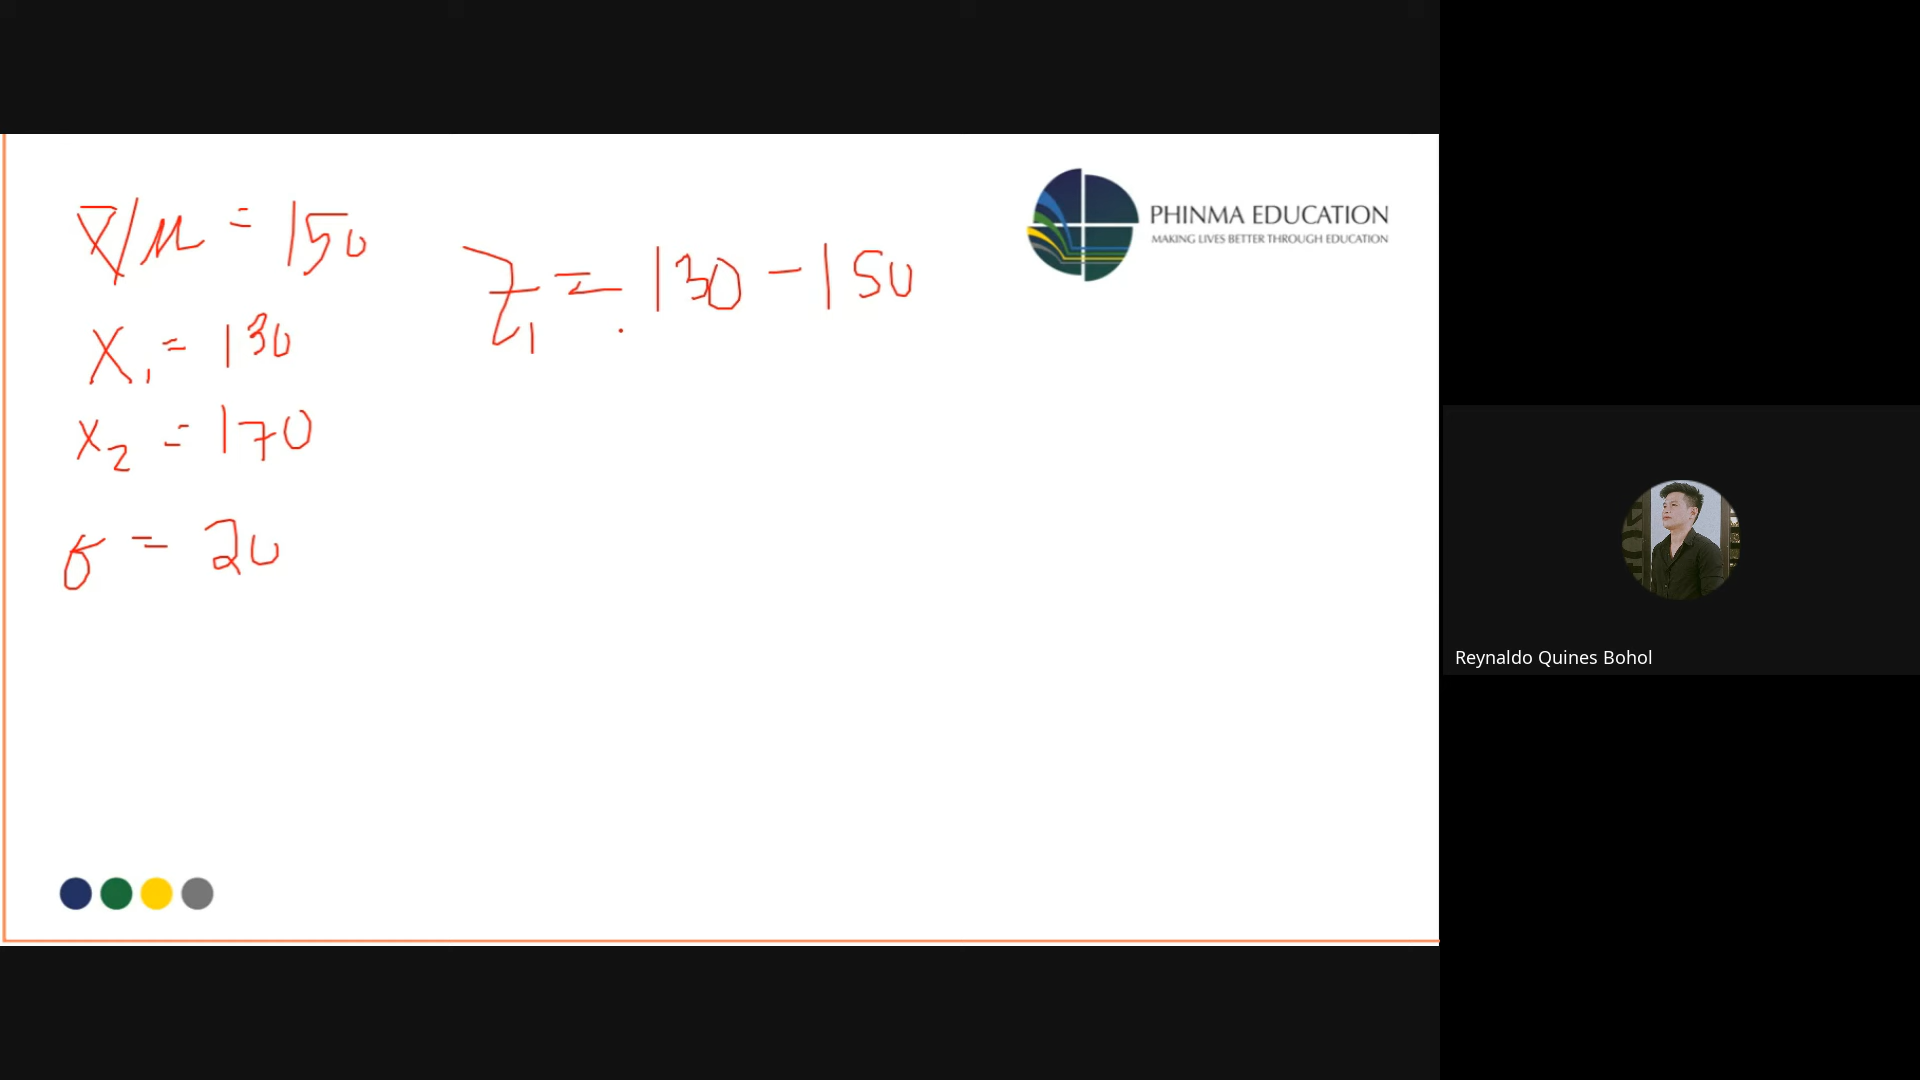 x̄/μ = 150
x₁ = 130
x₂ = 170
σ = 20
z₁ = 130 - 150
PHINMA EDUCATION
MAKING LIVES BETTER THROUGH EDUCATION
Reynaldo Quines Bohol